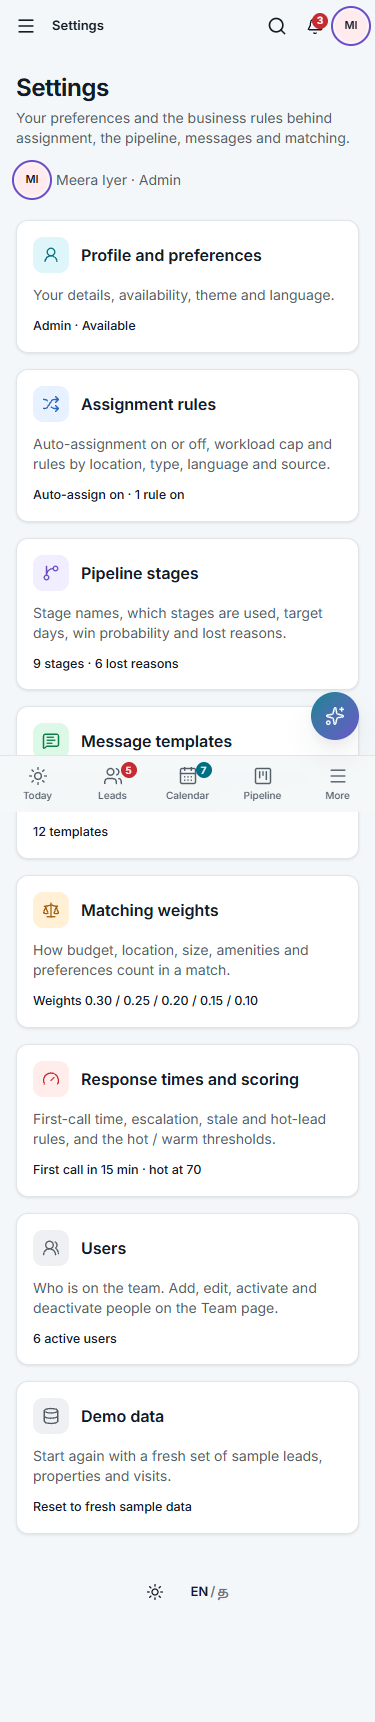 Settings
3
MI
Settings
Your preferences and the business rules behind
assignment, the pipeline, messages and matching.
MI
Meera Iyer · Admin
Profile and preferences
Your details, availability, theme and language.
Admin · Available
Assignment rules
Auto-assignment on or off, workload cap and
rules by location, type, language and source.
Auto-assign on · 1 rule on
Pipeline stages
Stage names, which stages are used, target
days, win probability and lost reasons.
9 stages · 6 lost reasons
Message templates
5
7
Today
Leads
Calendar
Pipeline
More
12 templates
Matching weights
How budget, location, size, amenities and
preferences count in a match.
Weights 0.30 / 0.25 / 0.20 / 0.15 / 0.10
Response times and scoring
First-call time, escalation, stale and hot-lead
rules, and the hot / warm thresholds.
First call in 15 min · hot at 70
Users
Who is on the team. Add, edit, activate and
deactivate people on the Team page.
6 active users
Demo data
Start again with a fresh set of sample leads,
properties and visits.
Reset to fresh sample data
EN / த